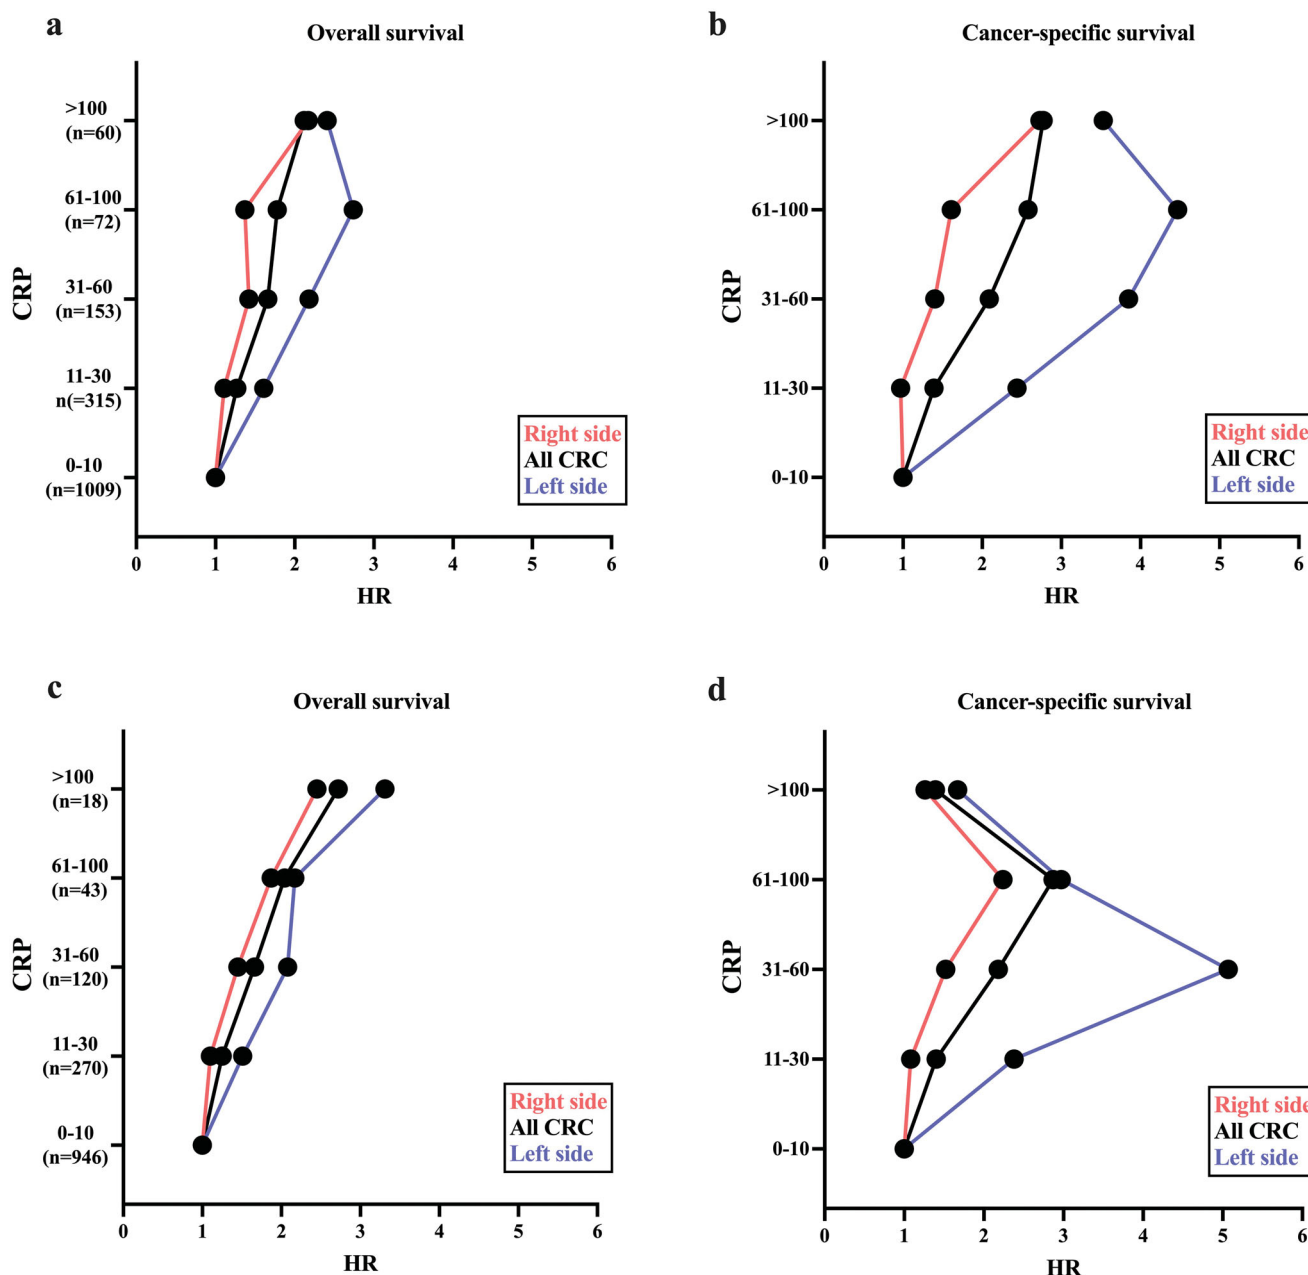 a
Overall survival
CRP
>100
(n=60)
61-100
(n=72)
31-60
(n=153)
11-30
n(=315)
0-10
(n=1009)
Right side
All CRC
Left side
0 1 2 3 4 5 6
HR
b
Cancer-specific survival
CRP
>100
61-100
31-60
11-30
0-10
Right side
All CRC
Left side
0 1 2 3 4 5 6
HR
c
Overall survival
CRP
>100
(n=18)
61-100
(n=43)
31-60
(n=120)
11-30
(n=270)
0-10
(n=946)
Right side
All CRC
Left side
0 1 2 3 4 5 6
HR
d
Cancer-specific survival
CRP
>100
61-100
31-60
11-30
0-10
Right side
All CRC
Left side
0 1 2 3 4 5 6
HR